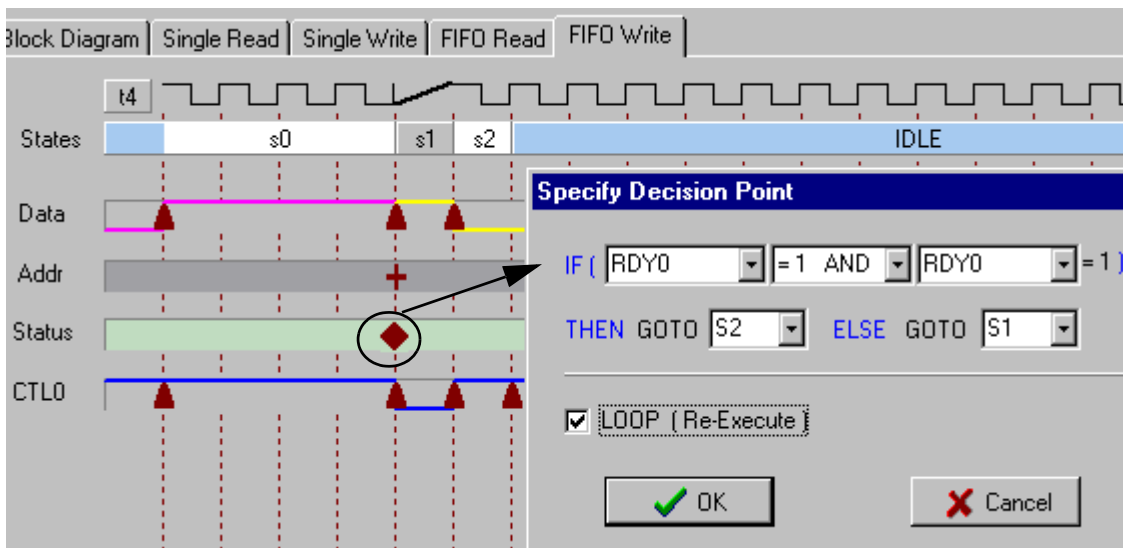 Block Diagram Single Read Single Write FIFO Read FIFO Write
t4
States s0 s1 s2 IDLE
Specify Decision Point
Data
IF ( RDY0 = 1 AND RDY0 = 1 )
Addr
THEN GOTO S2 ELSE GOTO S1
Status
CTL0
LOOP ( Re-Execute )
OK Cancel